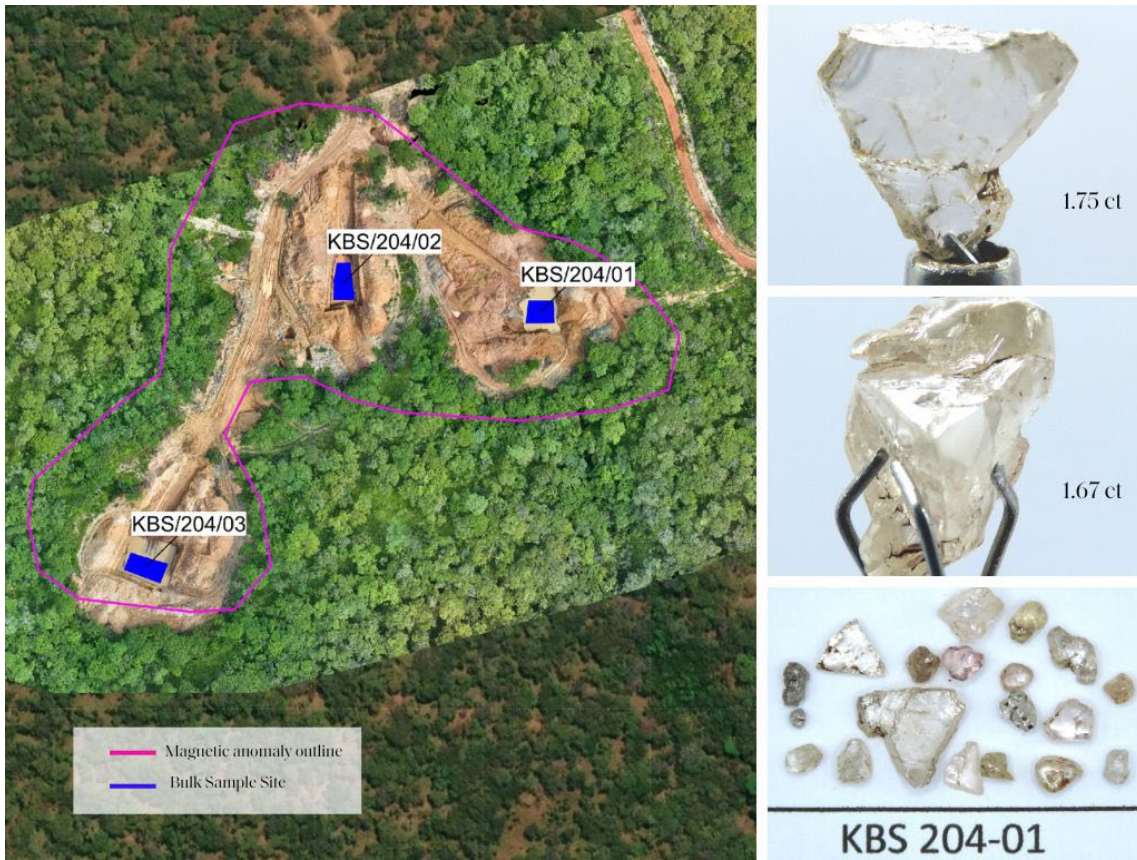 KBS/204/02
KBS/204/01
KBS/204/03
Magnetic anomaly outline
Bulk Sample Site
1.75 ct
1.67 ct
KBS 204-01